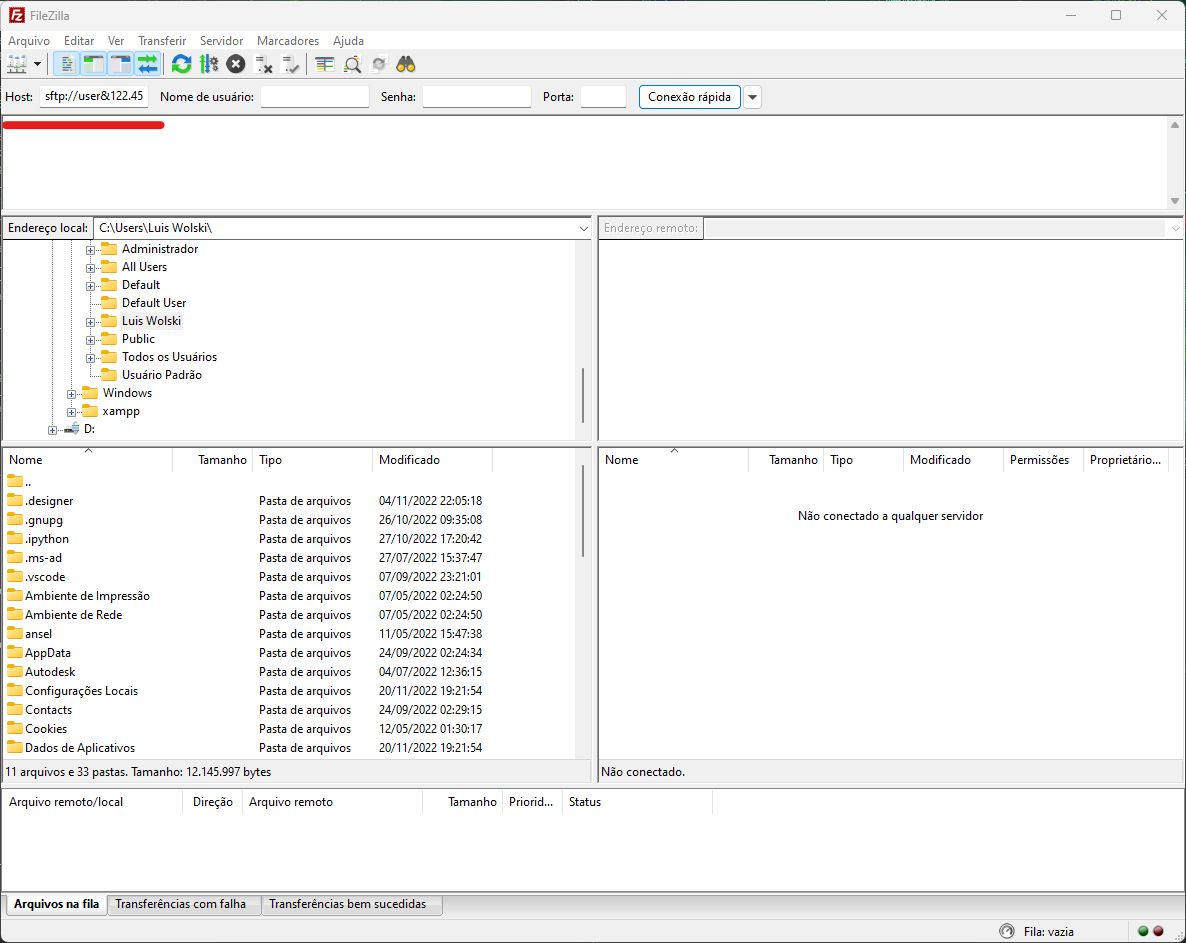 FileZilla
Arquivo Editar Ver Transferir Servidor Marcadores Ajuda
Host: sftp://user&122.45 Nome de usuário: Senha: Porta: Conexão rápida
Endereço local: C:\Users\Luis Wolski\ Endereço remoto:
Administrador
All Users
Default
Default User
Luis Wolski
Public
Todos os Usuários
Usuário Padrão
Windows
xampp
D:
Nome Tamanho Tipo Modificado Nome Tamanho Tipo Modificado Permissões Proprietário...
..
.designer Pasta de arquivos 04/11/2022 22:05:18
Não conectado a qualquer servidor
.gnupg Pasta de arquivos 26/10/2022 09:35:08
.ipython Pasta de arquivos 27/10/2022 17:20:42
.ms-ad Pasta de arquivos 27/07/2022 15:37:47
.vscode Pasta de arquivos 07/09/2022 23:21:01
Ambiente de Impressão Pasta de arquivos 07/05/2022 02:24:50
Ambiente de Rede Pasta de arquivos 07/05/2022 02:24:50
ansel Pasta de arquivos 11/05/2022 15:47:38
AppData Pasta de arquivos 24/09/2022 02:24:34
Autodesk Pasta de arquivos 04/07/2022 12:36:15
Configurações Locais Pasta de arquivos 20/11/2022 19:21:54
Contacts Pasta de arquivos 24/09/2022 02:29:15
Cookies Pasta de arquivos 12/05/2022 01:30:17
Dados de Aplicativos Pasta de arquivos 20/11/2022 19:21:54
11 arquivos e 33 pastas. Tamanho: 12.145.997 bytes Não conectado.
Arquivo remoto/local Direção Arquivo remoto Tamanho Priorid... Status
Arquivos na fila Transferências com falha Transferências bem sucedidas
Fila: vazia